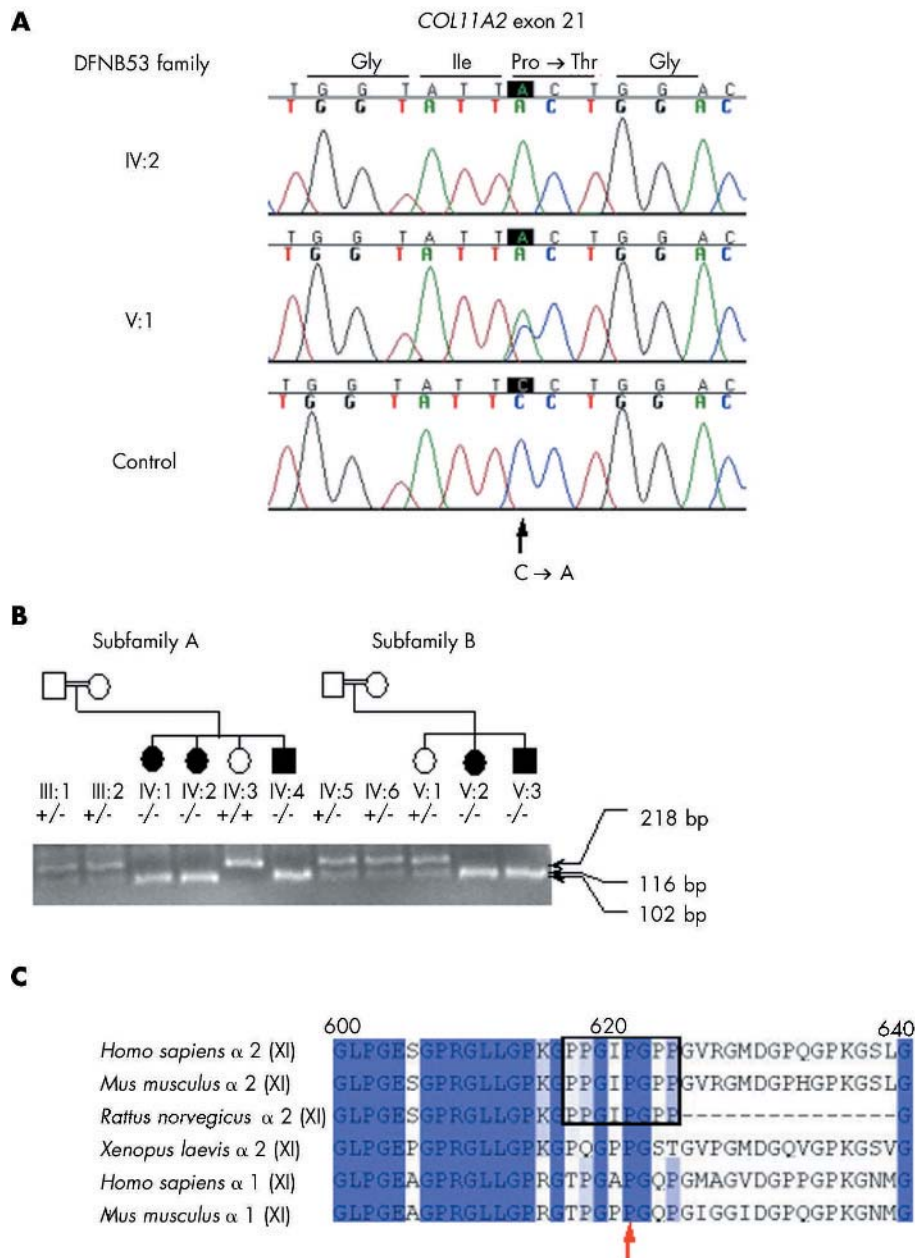 A
COL11A2 exon 21
DFNB53 family
Gly Ile Pro → Thr Gly
T G G T A T T A C T G G A C
T G G T A T T A C T G G A C
IV:2
T G G T A T T A C T G G A C
T G G T A T T A C T G G A C
V:1
T G G T A T T C C T G G A C
T G G T A T T C C T G G A C
Control
C → A
B
Subfamily A Subfamily B
III:1 III:2 IV:1 IV:2 IV:3 IV:4 IV:5 IV:6 V:1 V:2 V:3
+/- +/- -/- -/- +/+ -/- +/- +/- +/- -/- -/-
218 bp
116 bp
102 bp
C
600 620 640
Homo sapiens α 2 (XI) GLPGESGPRGLLGPKGPPGIPGPPGVRGMDGPQGPKGSLG
Mus musculus α 2 (XI) GLPGESGPRGLLGPKGPPGIPGPPGVRGMDGPHGPKGSLG
Rattus norvegicus α 2 (XI) GLPGESGPRGLLGPKGPPGIPGPP---------------G
Xenopus laevis α 2 (XI) GLPGEPGPRGLLGPKGPQGPPGSTGVPGMDGQVGPKGSVG
Homo sapiens α 1 (XI) GLPGEAGPRGLLGPRGTPGAPGQPGMAGVDGPPGPKGNMG
Mus musculus α 1 (XI) GLPGEAGPRGLLGPRGTPGPPGQPGIGGIDGPQGPKGNMG